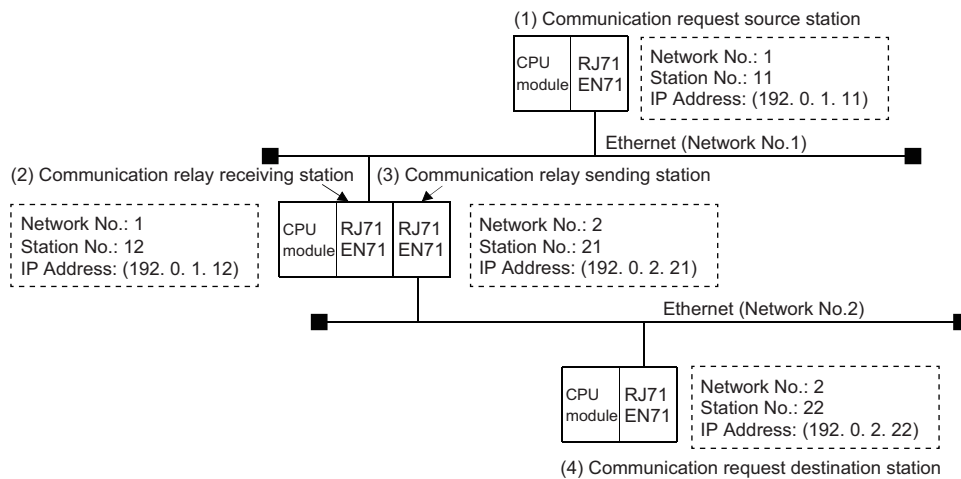 (1) Communication request source station
CPU
module
RJ71
EN71
Network No.: 1
Station No.: 11
IP Address: (192. 0. 1. 11)
Ethernet (Network No.1)
(2) Communication relay receiving station
(3) Communication relay sending station
Network No.: 1
Station No.: 12
IP Address: (192. 0. 1. 12)
CPU
module
RJ71
EN71
RJ71
EN71
Network No.: 2
Station No.: 21
IP Address: (192. 0. 2. 21)
Ethernet (Network No.2)
CPU
module
RJ71
EN71
Network No.: 2
Station No.: 22
IP Address: (192. 0. 2. 22)
(4) Communication request destination station